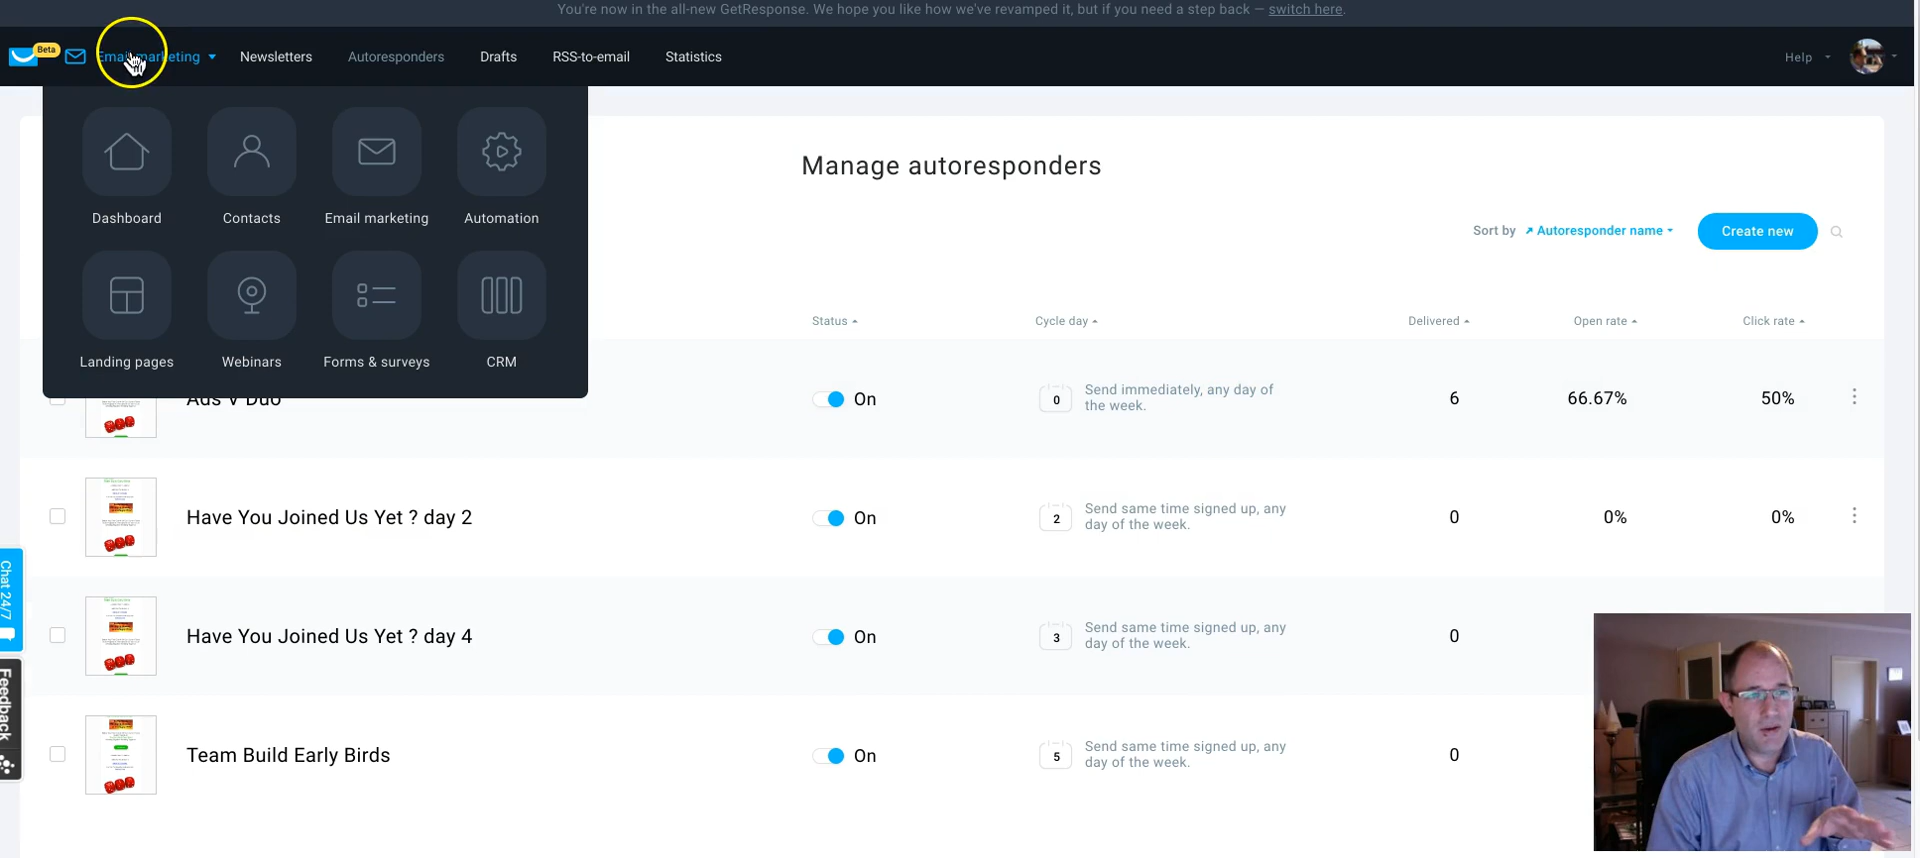 You're now in the all-new GetResponse. We hope you like how we've revamped it, but if you need a step back — switch here.
Beta
Email marketing
Newsletters
Autoresponders
Drafts
RSS-to-email
Statistics
Help
Dashboard
Contacts
Email marketing
Automation
Landing pages
Webinars
Forms & surveys
CRM
Manage autoresponders
Sort by
Autoresponder name
Create new
Status
Cycle day
Delivered
Open rate
Click rate
Ads V Duo
On
0
Send immediately, any day of
the week.
6
66.67%
50%
Have You Joined Us Yet ? day 2
On
2
Send same time signed up, any
day of the week.
0
0%
0%
Have You Joined Us Yet ? day 4
On
3
Send same time signed up, any
day of the week.
0
Team Build Early Birds
On
5
Send same time signed up, any
day of the week.
0
Chat 24/7
Feedback